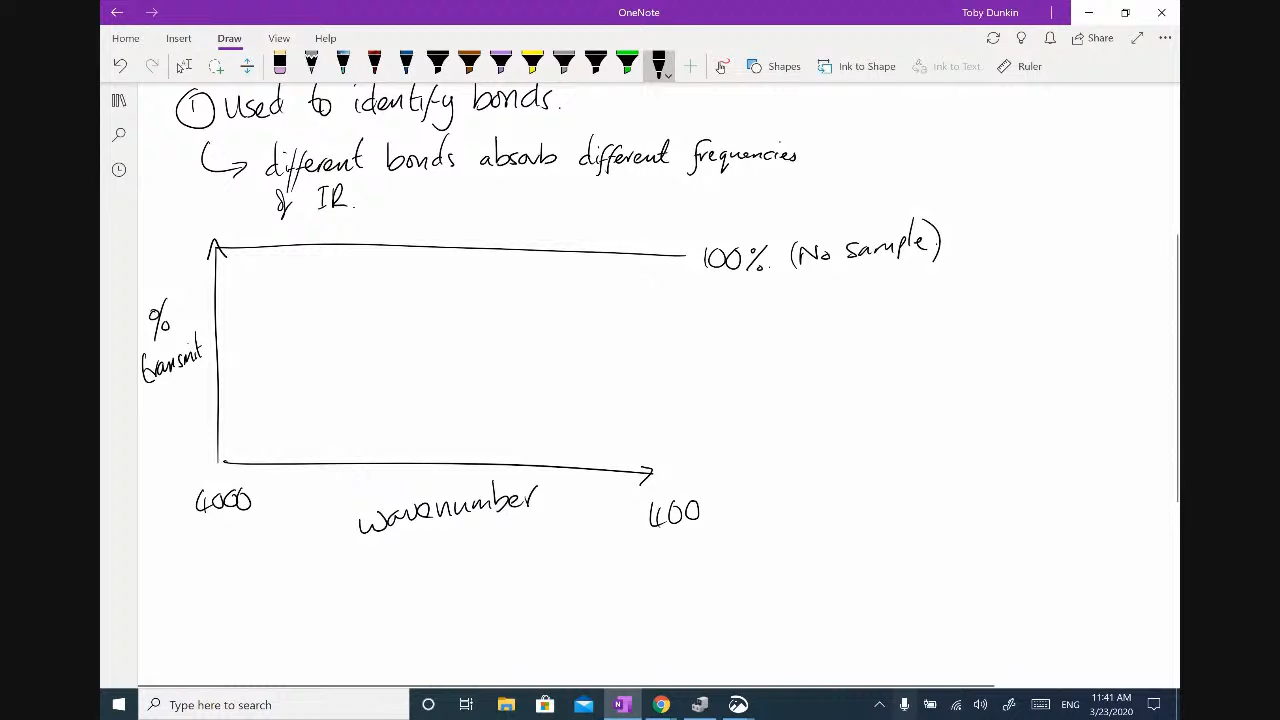 OneNote
Toby Dunkin
Home Insert Draw View Help
Share
Shapes
Ink to Shape
Ink to Text
Ruler
① Used to identify bonds.
different bonds absorb different frequencies
of IR.
100% (No sample)
%
transmit
4000
wavenumber
400
Type here to search
ENG
11:41 AM
3/23/2020